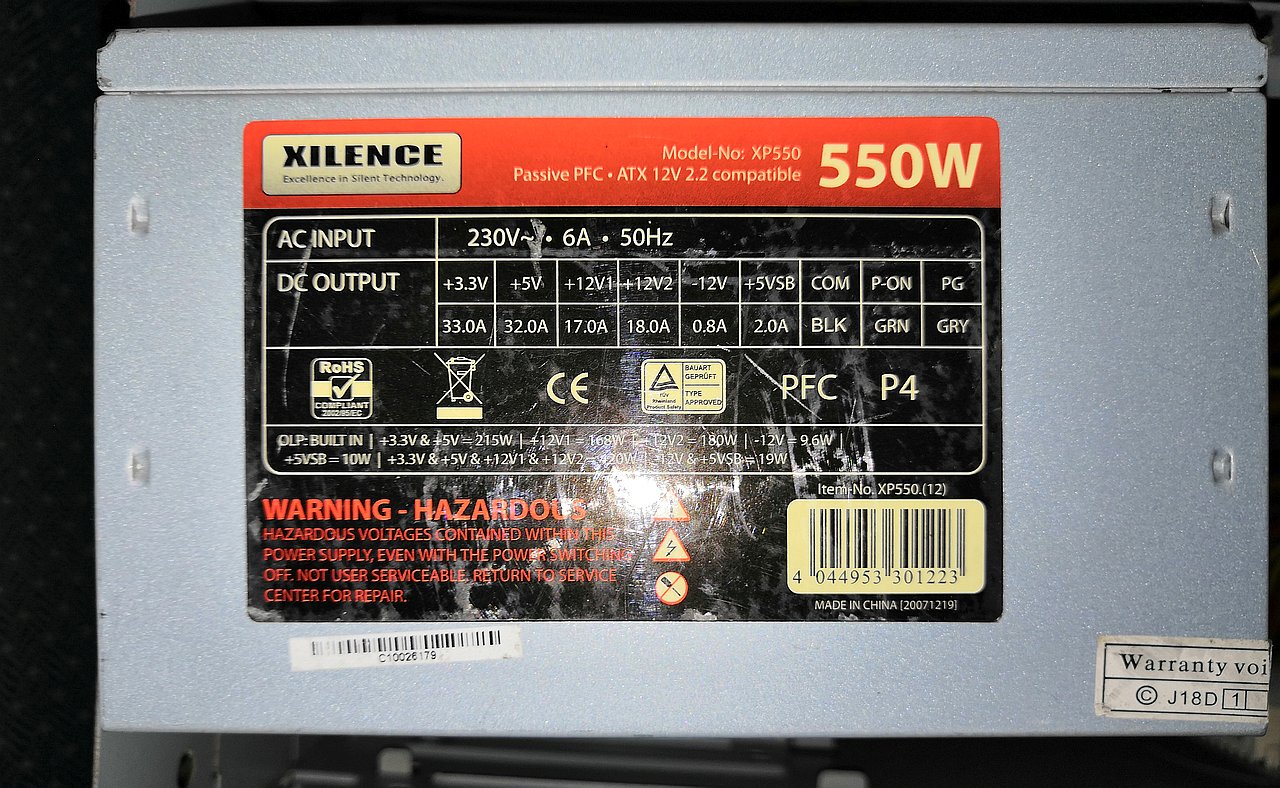 XILENCE
Excellence in Silent Technology.
Model-No: XP550
Passive PFC • ATX 12V 2.2 compatible
550W
AC INPUT 230V~ • 6A • 50Hz
DC OUTPUT +3.3V +5V +12V1 +12V2 -12V +5VSB COM P-ON PG
33.0A 32.0A 17.0A 18.0A 0.8A 2.0A BLK GRN GRY
RoHS
COMPLIANT
2002/95/EC
CE
TÜV
Rheinland
Product Safety
BAUART
GEPRÜFT
TYPE
APPROVED
PFC P4
OLP: BUILT IN | +3.3V & +5V = 215W | +12V1 = 168W | +12V2 = 180W | -12V = 9.6W |
+5VSB = 10W | +3.3V & +5V & +12V1 & +12V2 = 420W | -12V & +5VSB = 19W
WARNING - HAZARDOUS
HAZARDOUS VOLTAGES CONTAINED WITHIN THIS
POWER SUPPLY, EVEN WITH THE POWER SWITCHING
OFF. NOT USER SERVICEABLE, RETURN TO SERVICE
CENTER FOR REPAIR.
Item-No. XP550.(12)
4 044953 301223
MADE IN CHINA [20071219]
C10026179
Warranty voi
© J18D 1